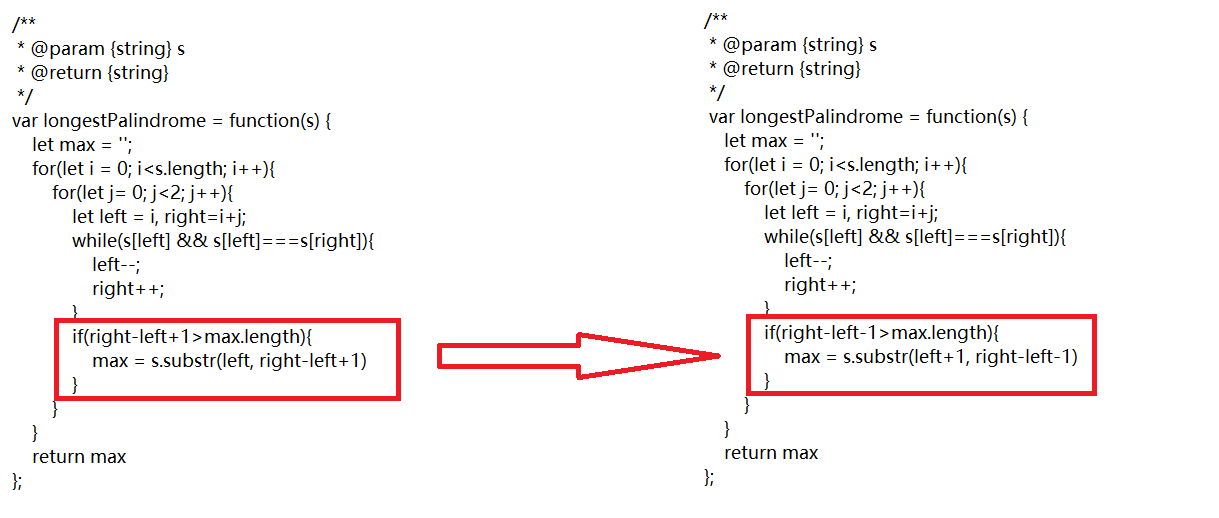 /**
 * @param {string} s
 * @return {string}
 */
var longestPalindrome = function(s) {
    let max = '';
    for(let i = 0; i<s.length; i++){
        for(let j= 0; j<2; j++){
            let left = i, right=i+j;
            while(s[left] && s[left]===s[right]){
                left--;
                right++;
            }
            if(right-left+1>max.length){
                max = s.substr(left, right-left+1)
            }
        }
    }
    return max
};
/**
 * @param {string} s
 * @return {string}
 */
var longestPalindrome = function(s) {
    let max = '';
    for(let i = 0; i<s.length; i++){
        for(let j= 0; j<2; j++){
            let left = i, right=i+j;
            while(s[left] && s[left]===s[right]){
                left--;
                right++;
            }
            if(right-left-1>max.length){
                max = s.substr(left+1, right-left-1)
            }
        }
    }
    return max
};